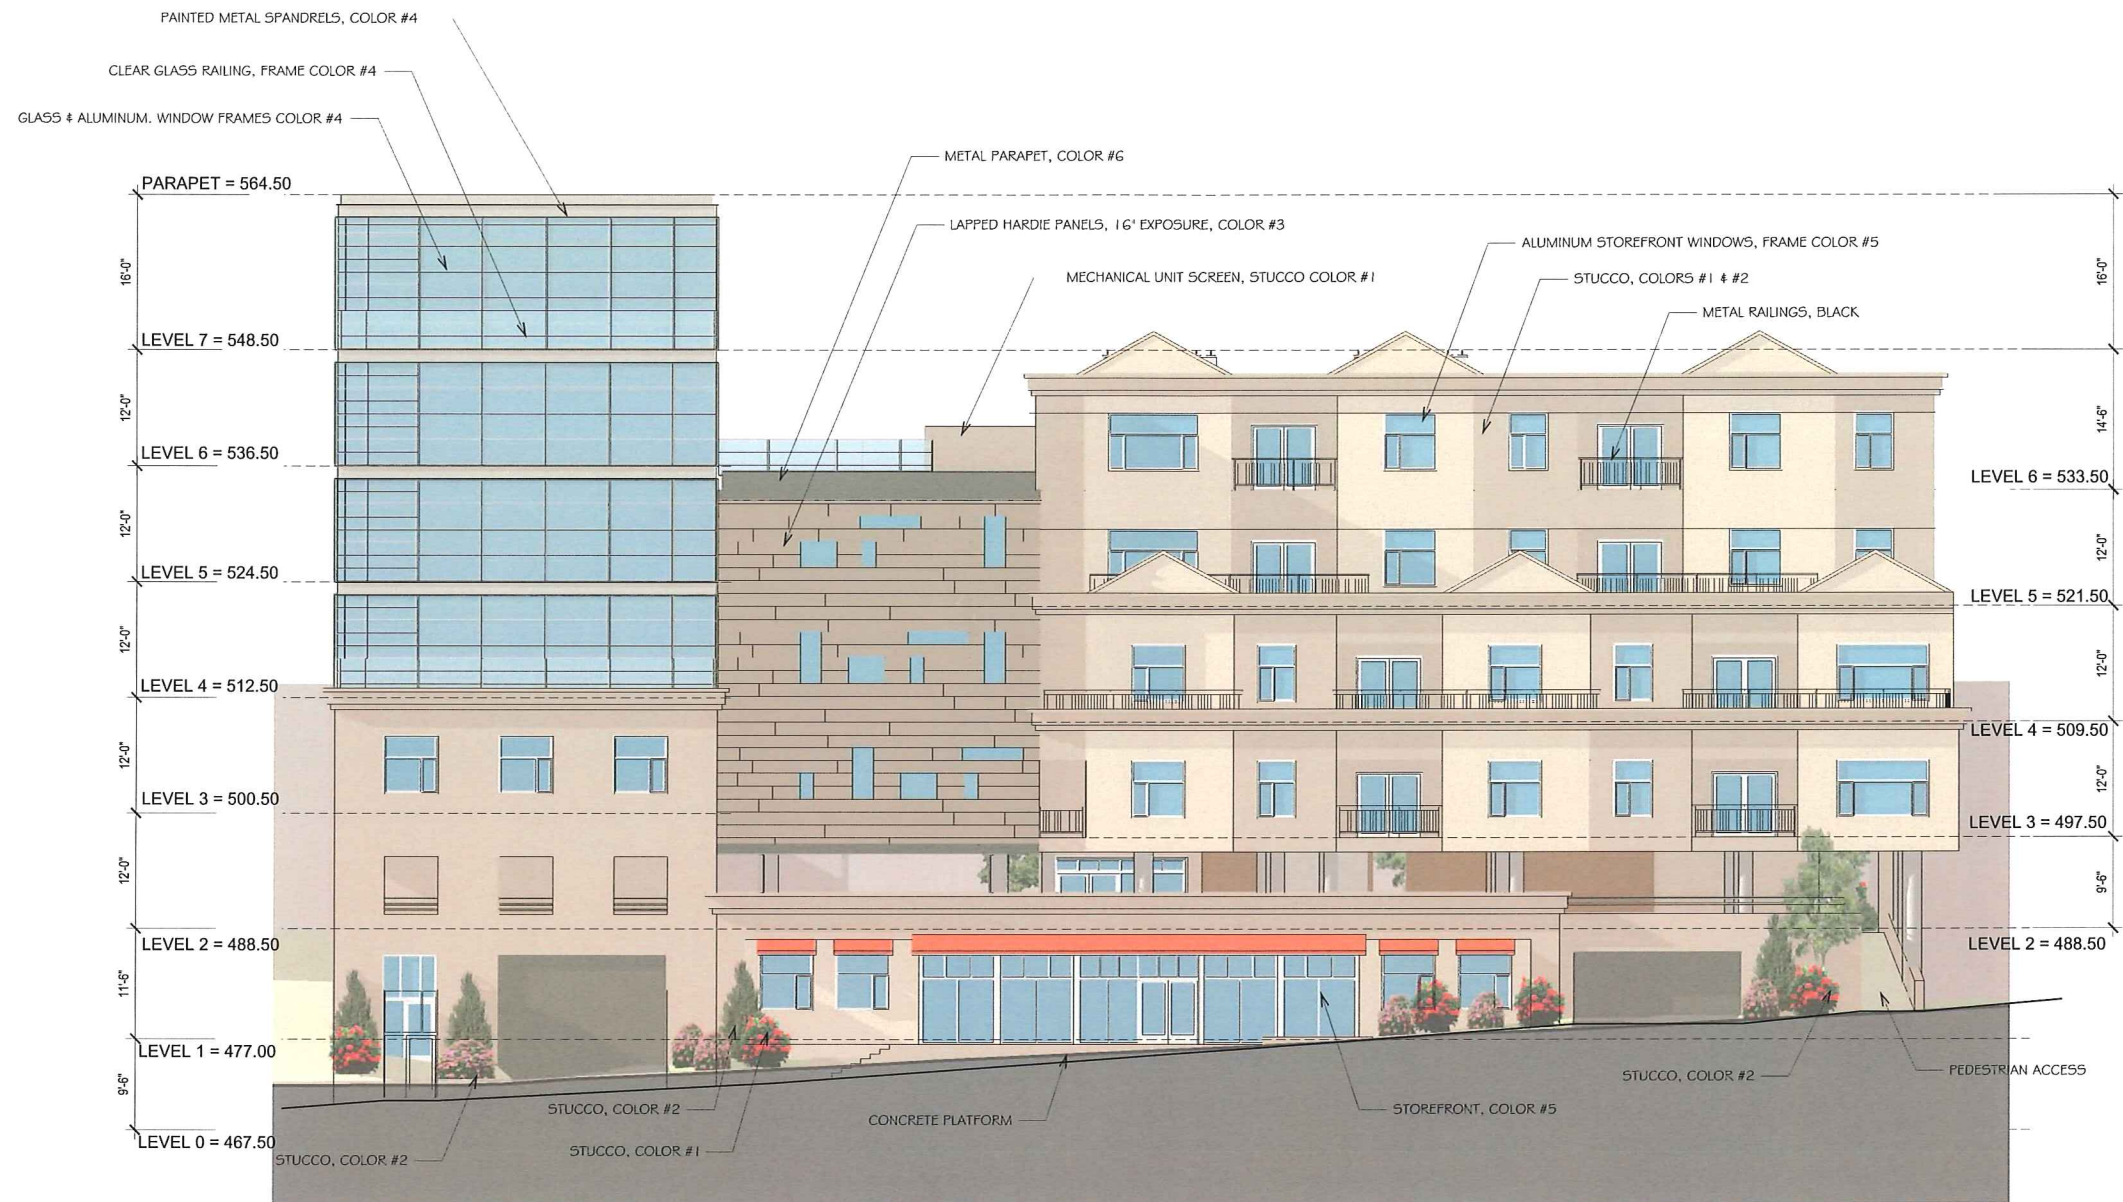 PAINTED METAL SPANDRELS, COLOR #4
CLEAR GLASS RAILING, FRAME COLOR #4
GLASS & ALUMINUM. WINDOW FRAMES COLOR #4
METAL PARAPET, COLOR #6
PARAPET = 564.50
LAPPED HARDIE PANELS, 16" EXPOSURE, COLOR #3
ALUMINUM STOREFRONT WINDOWS, FRAME COLOR #5
MECHANICAL UNIT SCREEN, STUCCO COLOR #1
STUCCO, COLORS #1 & #2
METAL RAILINGS, BLACK
16'-0"
16'-0"
LEVEL 7 = 548.50
12'-0"
14'-6"
LEVEL 6 = 536.50
LEVEL 6 = 533.50
12'-0"
12'-0"
LEVEL 5 = 524.50
LEVEL 5 = 521.50
12'-0"
12'-0"
LEVEL 4 = 512.50
LEVEL 4 = 509.50
12'-0"
12'-0"
LEVEL 3 = 500.50
LEVEL 3 = 497.50
12'-0"
9'-6"
LEVEL 2 = 488.50
LEVEL 2 = 488.50
11'-6"
LEVEL 1 = 477.00
9'-6"
PEDESTRIAN ACCESS
STUCCO, COLOR #2
STUCCO, COLOR #2
STOREFRONT, COLOR #5
CONCRETE PLATFORM
LEVEL 0 = 467.50
STUCCO, COLOR #1
STUCCO, COLOR #2